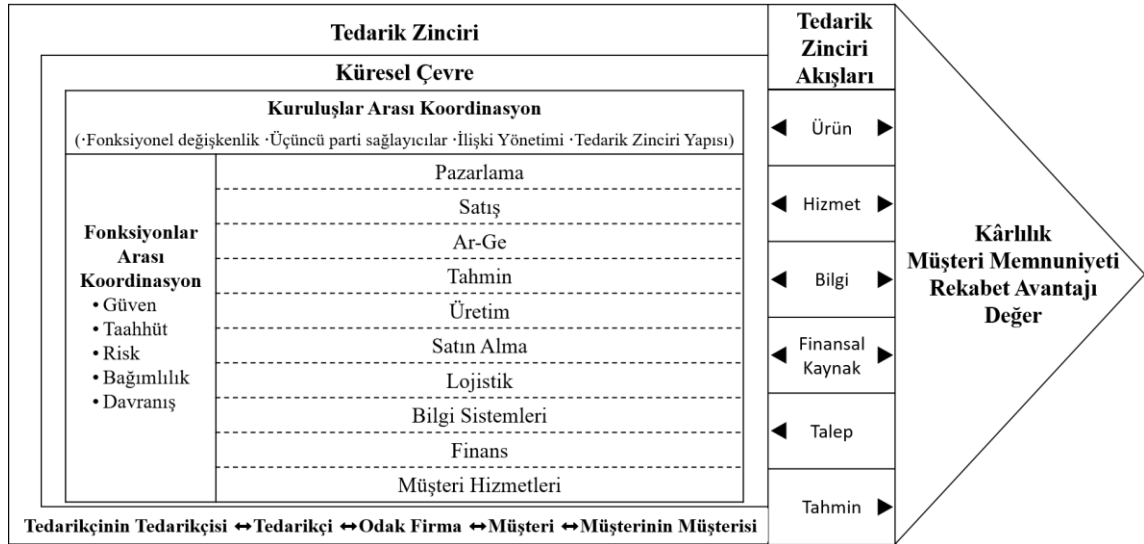 Tedarik Zinciri
Küresel Çevre
Kuruluşlar Arası Koordinasyon
(·Fonksiyonel değişkenlik ·Üçüncü parti sağlayıcılar ·İlişki Yönetimi ·Tedarik Zinciri Yapısı)
Fonksiyonlar
Arası
Koordinasyon
• Güven
• Taahhüt
• Risk
• Bağımlılık
• Davranış
Pazarlama
Satış
Ar-Ge
Tahmin
Üretim
Satın Alma
Lojistik
Bilgi Sistemleri
Finans
Müşteri Hizmetleri
Tedarikçinin Tedarikçisi ↔Tedarikçi ↔Odak Firma ↔Müşteri ↔Müşterinin Müşterisi
Tedarik
Zinciri
Akışları
◀ Ürün ▶
◀ Hizmet ▶
◀ Bilgi ▶
◀ Finansal ▶
Kaynak
◀ Talep
Tahmin ▶
Kârlılık
Müşteri Memnuniyeti
Rekabet Avantajı
Değer